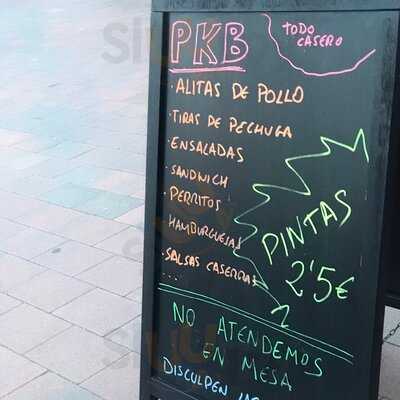 PKB
TODO
CASERO
· ALITAS DE POLLO
· TIRAS DE PECHUGA
· ENSALADAS
· SANDWICH
· PERRITOS
· HAMBURGUESAS
· SALSAS CASERAS
· ...
PINTAS
2'5€
NO ATENDEMOS
EN MESA
DISCULPEN LAS